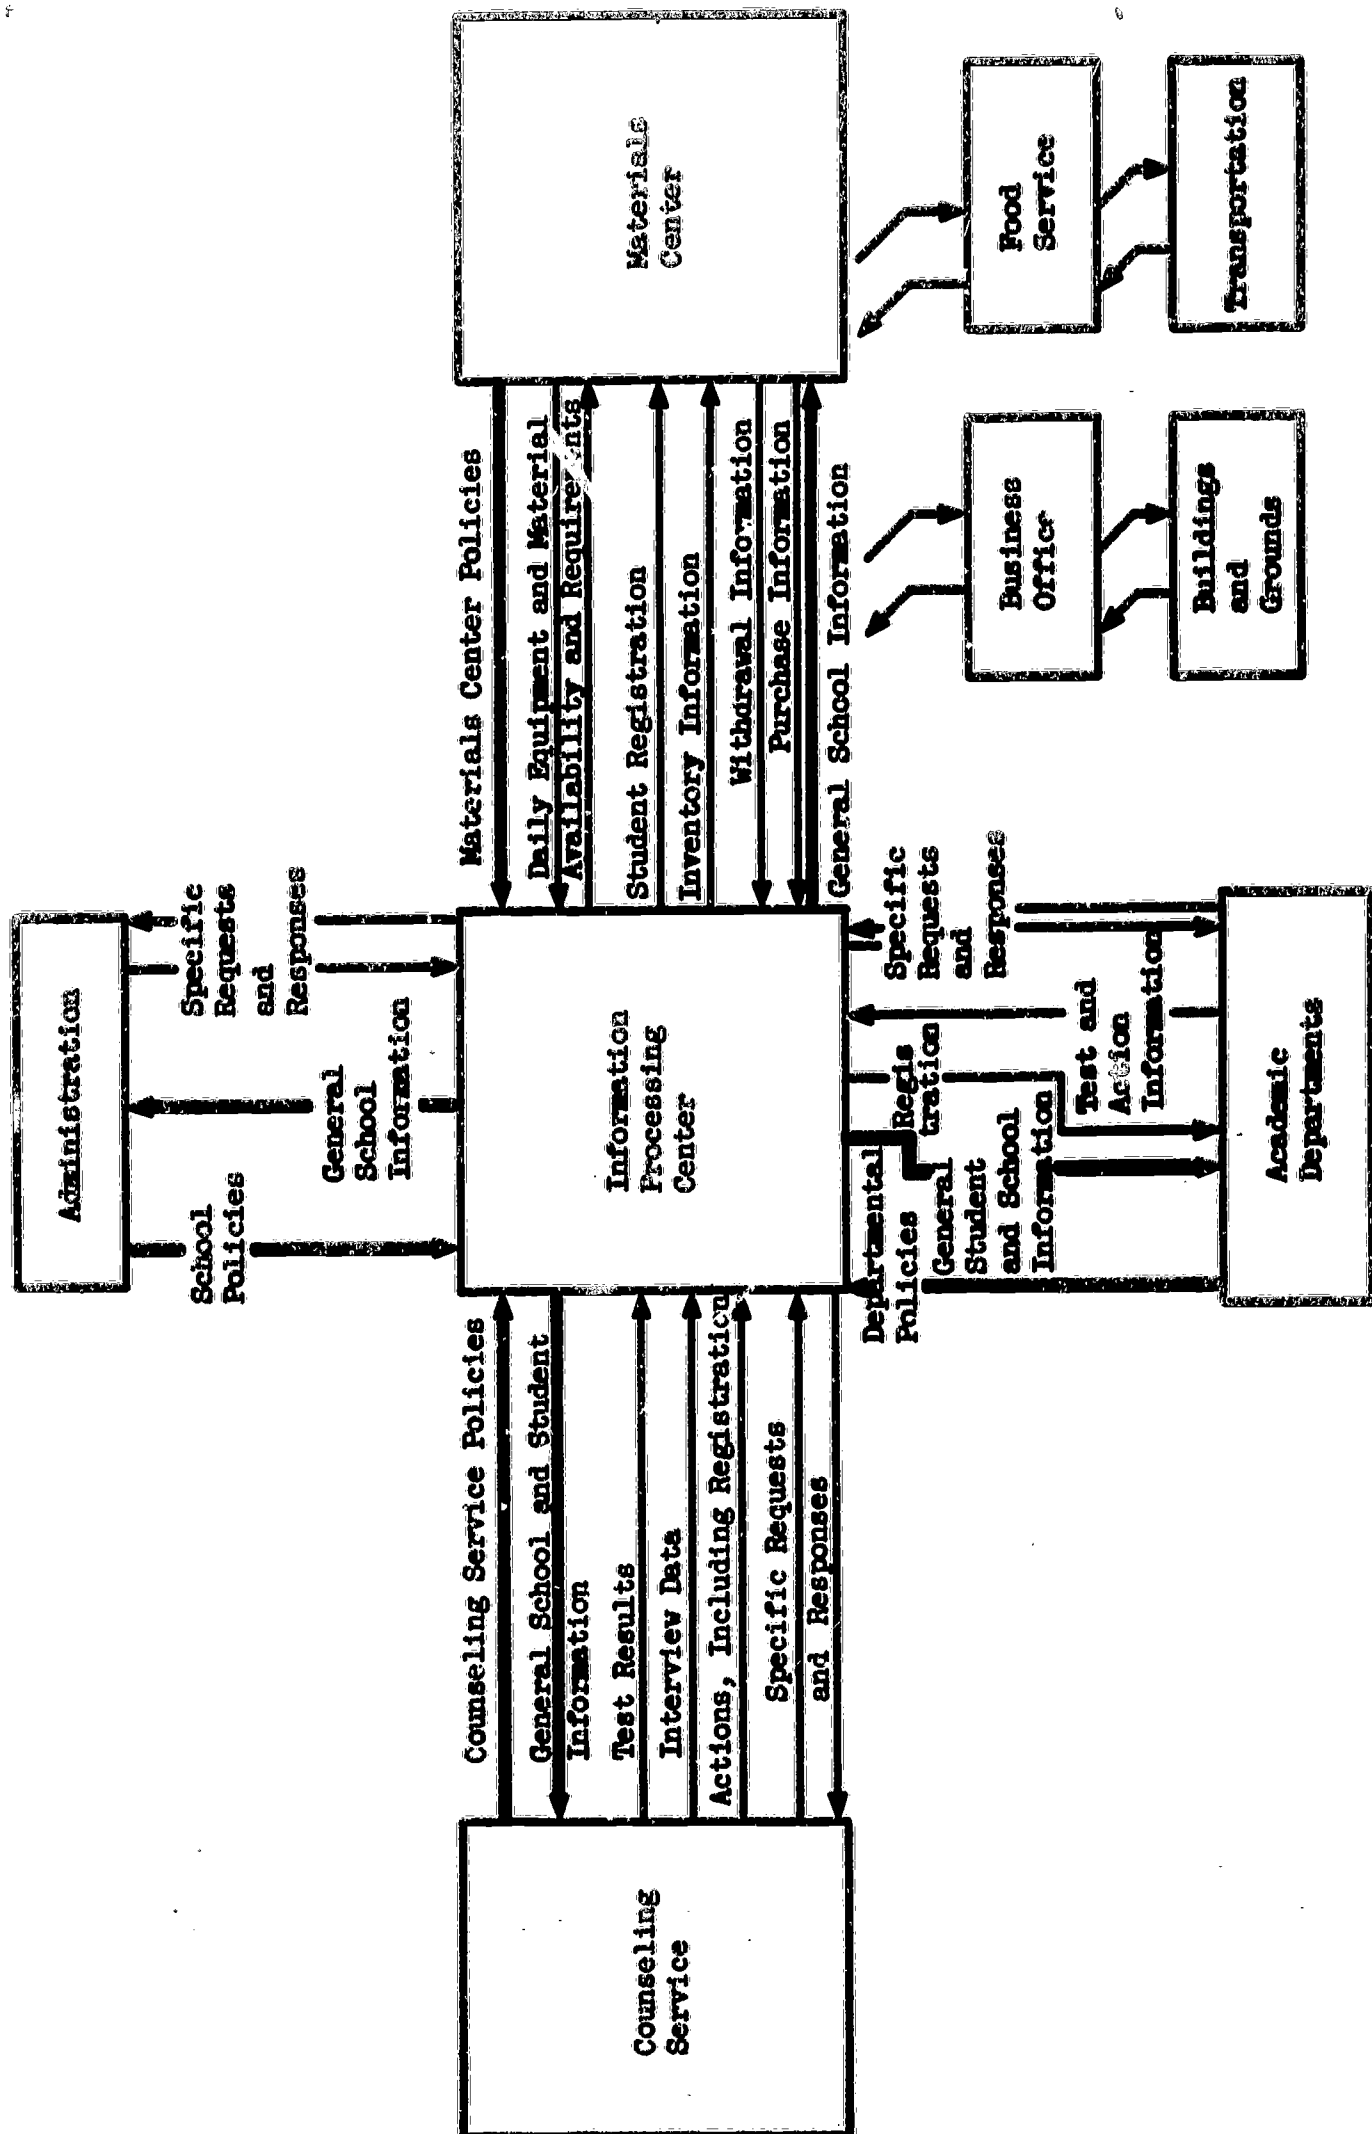 Administration
School
Policies
General
School
Information
Specific
Requests
and
Responses
Counseling
Service
Counseling Service Policies
General School and Student
Information
Test Results
Interview Data
Actions, Including Registration
Specific Requests
and Responses
Information
Processing
Center
Materials Center Policies
Daily Equipment and Material
Availability and Requirements
Student Registration
Inventory Information
Withdrawal Information
Purchase Information
General School Information
Materials
Center
Departmental
Policies
General
Student
and School
Information
Regis
tration
Test and
Action
Information
Specific
Requests
and
Responses
Academic
Departments
Business
Office
Food
Service
Buildings
and
Grounds
Transportation